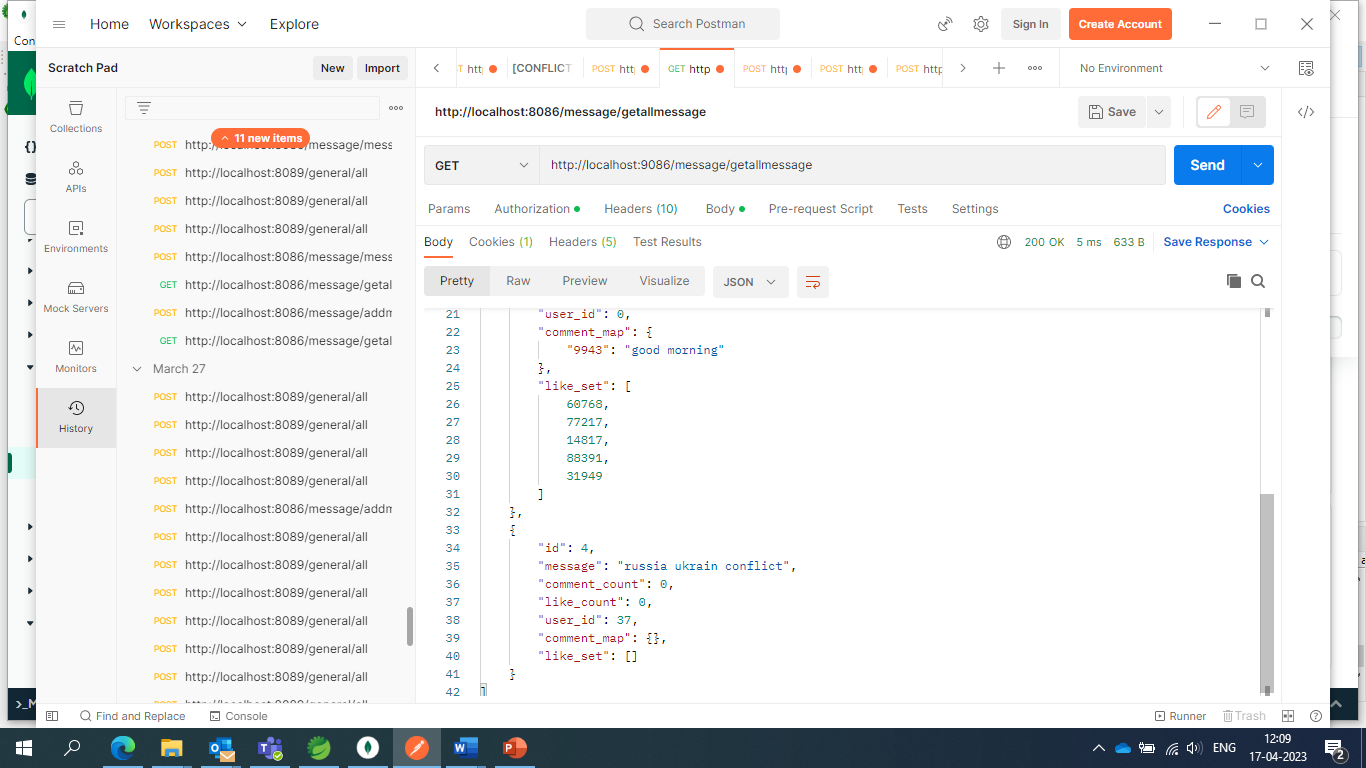 Con
Home Workspaces Explore
Search Postman
Sign In Create Account
Scratch Pad New Import
[CONFLICT
POST
GET http
POST
POST
POST http
No Environment
http://localhost:8086/message/getallmessage
Save
GET http://localhost:9086/message/getallmessage Send
Params Authorization Headers (10) Body Pre-request Script Tests Settings Cookies
Body Cookies (1) Headers (5) Test Results 200 OK 5 ms 633 B Save Response
Pretty Raw Preview Visualize JSON
Collections
APIs
Environments
Mock Servers
Monitors
History
11 new items
POST http://localhost:8086/message/mess
POST http://localhost:8089/general/all
POST http://localhost:8089/general/all
POST http://localhost:8089/general/all
POST http://localhost:8086/message/mess
GET http://localhost:8086/message/getal
POST http://localhost:8086/message/addm
GET http://localhost:8086/message/getal
March 27
POST http://localhost:8089/general/all
POST http://localhost:8089/general/all
POST http://localhost:8089/general/all
POST http://localhost:8089/general/all
POST http://localhost:8086/message/addm
POST http://localhost:8089/general/all
POST http://localhost:8089/general/all
POST http://localhost:8089/general/all
POST http://localhost:8089/general/all
POST http://localhost:8089/general/all
POST http://localhost:8089/general/all
21 "user_id": 0,
22 "comment_map": {
23 "9943": "good morning"
24 },
25 "like_set": [
26 60768,
27 77217,
28 14817,
29 88391,
30 31949
31 ]
32 },
33 {
34 "id": 4,
35 "message": "russia ukrain conflict",
36 "comment_count": 0,
37 "like_count": 0,
38 "user_id": 37,
39 "comment_map": {},
40 "like_set": []
41 }
42 ]
Find and Replace Console Runner Trash
ENG 12:09
17-04-2023
2